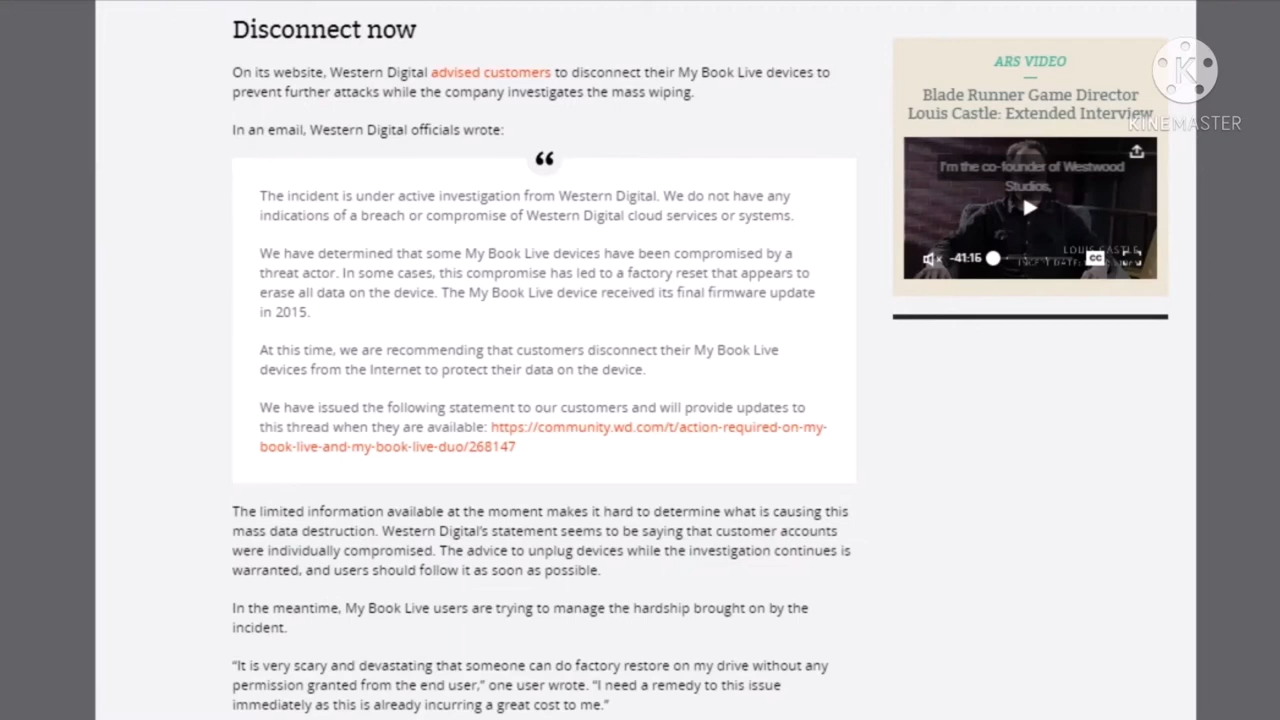 Disconnect now
On its website, Western Digital advised customers to disconnect their My Book Live devices to
prevent further attacks while the company investigates the mass wiping.
In an email, Western Digital officials wrote:
“
The incident is under active investigation from Western Digital. We do not have any
indications of a breach or compromise of Western Digital cloud services or systems.
We have determined that some My Book Live devices have been compromised by a
threat actor. In some cases, this compromise has led to a factory reset that appears to
erase all data on the device. The My Book Live device received its final firmware update
in 2015.
At this time, we are recommending that customers disconnect their My Book Live
devices from the Internet to protect their data on the device.
We have issued the following statement to our customers and will provide updates to
this thread when they are available: https://community.wd.com/t/action-required-on-my-
book-live-and-my-book-live-duo/268147
The limited information available at the moment makes it hard to determine what is causing this
mass data destruction. Western Digital's statement seems to be saying that customer accounts
were individually compromised. The advice to unplug devices while the investigation continues is
warranted, and users should follow it as soon as possible.
In the meantime, My Book Live users are trying to manage the hardship brought on by the
incident.
“It is very scary and devastating that someone can do factory restore on my drive without any
permission granted from the end user,” one user wrote. “I need a remedy to this issue
immediately as this is already incurring a great cost to me.”
ARS VIDEO
Blade Runner Game Director
Louis Castle: Extended Interview
I'm the co-founder of Westwood
Studios,
LOUIS CASTLE
-41:16
CC
K
KINEMASTER